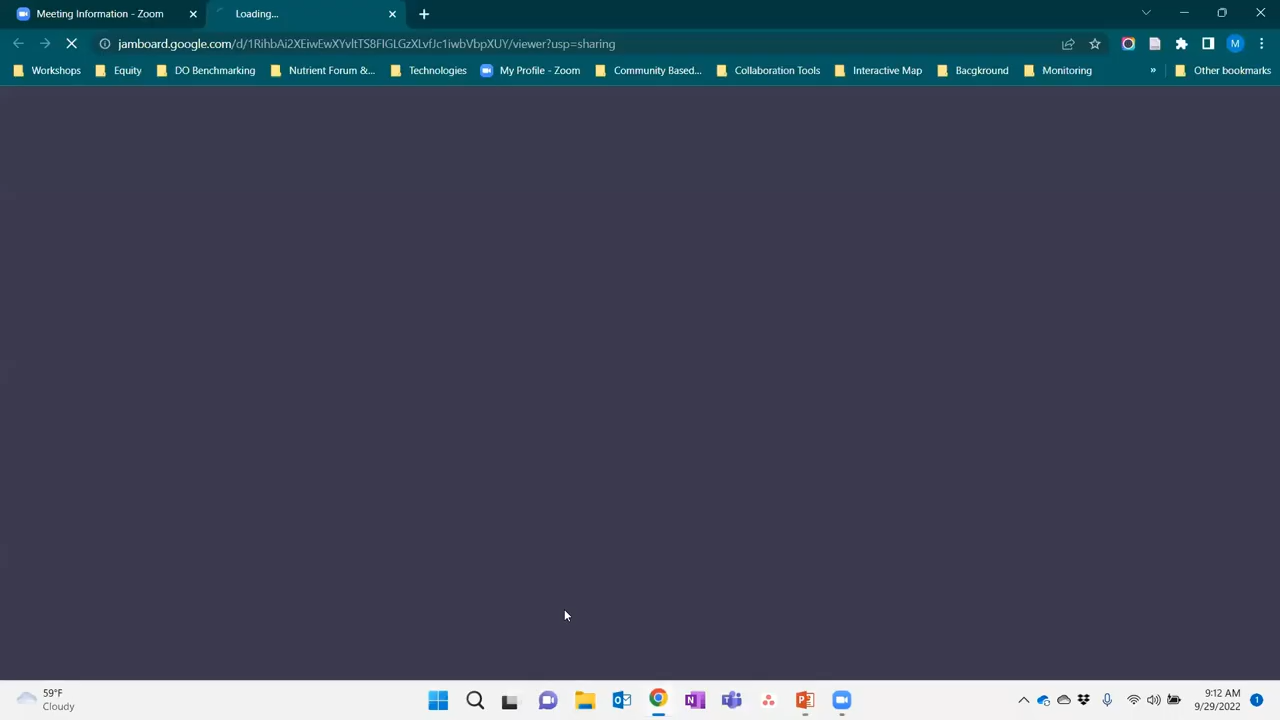 Meeting Information - Zoom
Loading...
jamboard.google.com/d/1RihbAi2XEiwEwXYvltTS8FIGLGzXLvfJc1iwbVbpXUY/viewer?usp=sharing
M
Workshops
Equity
DO Benchmarking
Nutrient Forum &...
Technologies
My Profile - Zoom
Community Based...
Collaboration Tools
Interactive Map
Bacground
Monitoring
»
Other bookmarks
59°F
Cloudy
9:12 AM
9/29/2022
1